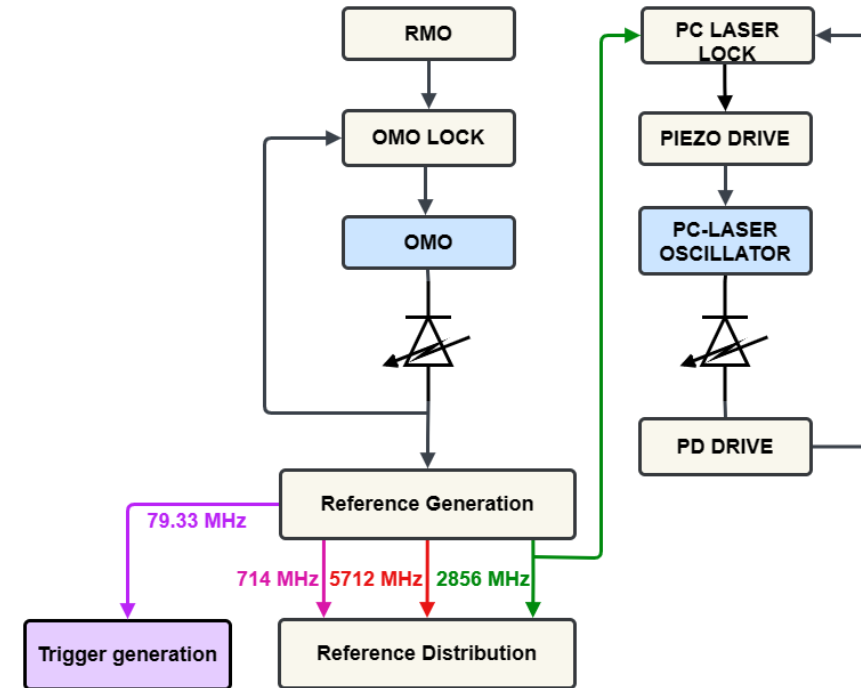 RMO
OMO LOCK
OMO
Reference Generation
79.33 MHz
714 MHz
5712 MHz
2856 MHz
Trigger generation
Reference Distribution
PC LASER
LOCK
PIEZO DRIVE
PC-LASER
OSCILLATOR
PD DRIVE